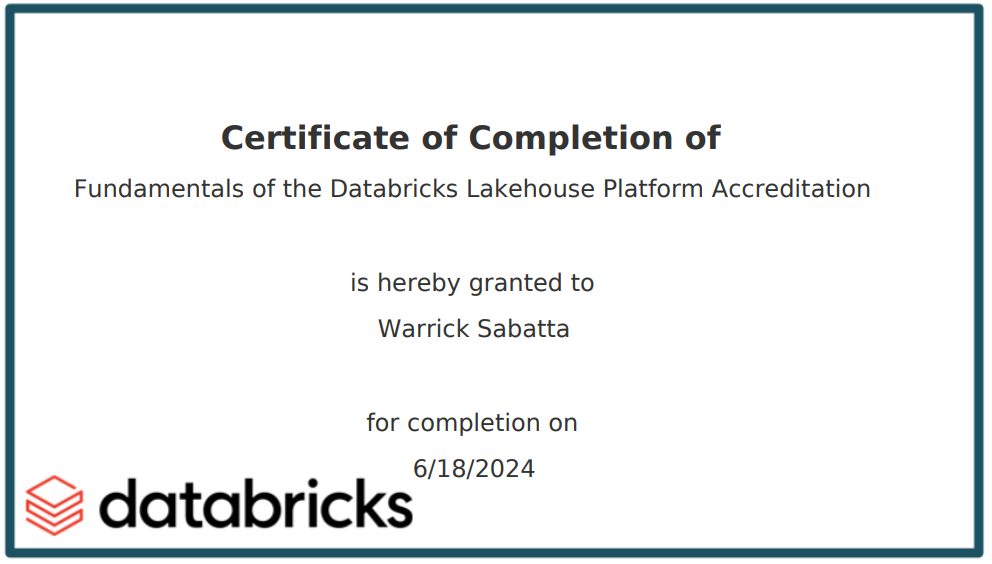 Certificate of Completion of
Fundamentals of the Databricks Lakehouse Platform Accreditation
is hereby granted to
Warrick Sabatta
for completion on
6/18/2024
databricks